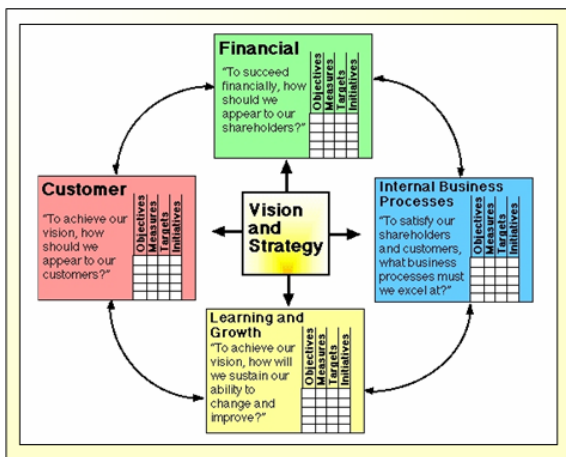 Financial
"To succeed
financially, how
should we
appear to our
shareholders?"
Objectives
Measures
Targets
Initiatives
Customer
"To achieve our
vision, how
should we
appear to our
customers?"
Objectives
Measures
Targets
Initiatives
Vision
and
Strategy
Internal Business
Processes
"To satisfy our
shareholders
and customers,
what business
processes must
we excel at?"
Objectives
Measures
Targets
Initiatives
Learning and
Growth
"To achieve our
vision, how will
we sustain our
ability to
change and
improve?"
Objectives
Measures
Targets
Initiatives